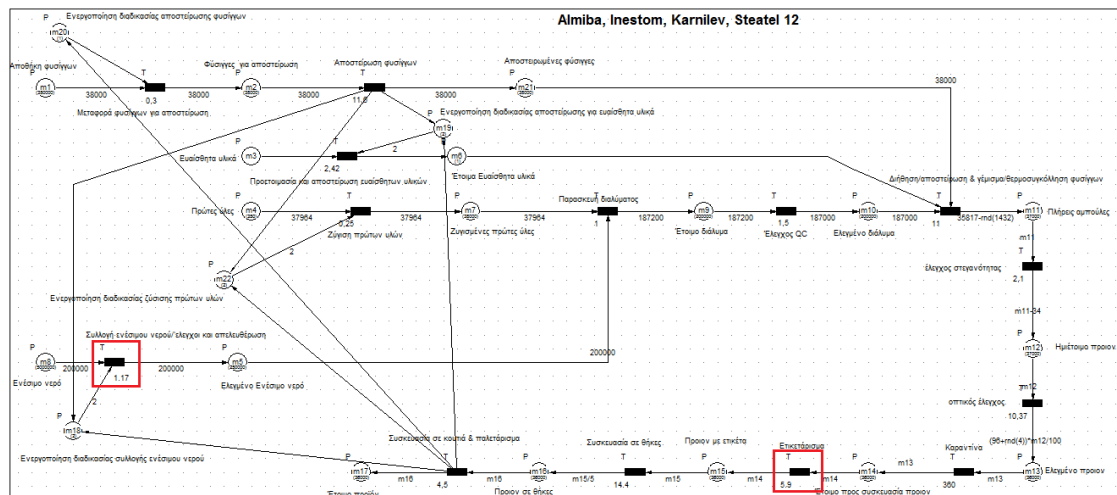 Almiba, Inestom, Karnilev, Steatel 12
P Ενεργοποίηση διαδικασίας αποστείρωσης φυσίγγων
m20
Αποθήκη φυσίγγων
P
m1
38000
T
0,3
38000
Μεταφορά φυσίγγων για αποστείρωση
Φύσιγγες για αποστείρωση
P
m2
38000
Αποστείρωση φυσίγγων
T
38000
Αποστειρωμένες φύσιγγες
P
m21
38000
P Ενεργοποίηση διαδικασίας αποστείρωσης για ευαίσθητα υλικά
m19
2
P
Ευαίσθητα υλικά
m3
T
2,42
Προετοιμασία και αποστείρωση ευαίσθητων υλικών
m6
Έτοιμα Ευαίσθητα υλικά
Διήθηση/αποστείρωση & γέμισμα/θερμοσυγκόλληση φυσίγγων
Πρώτες ύλες
P
m4
37964
T
0,25
37964
Ζύγιση πρώτων υλών
2
P
m7
37964
Ζυγισμένες πρώτες ύλες
Παρασκευή διαλύματος
T
1
187200
P
m9
187200
Έτοιμο διάλυμα
T
1,5
187000
Έλεγχος QC
P
m10
187000
Ελεγμένο διάλυμα
T
11
35817-rnd(1432)
P
m11
Πλήρεις αμπούλες
m11
T
έλεγχος στεγανότητας
2,1
m11-34
P
m12
Ημιέτοιμο προιον
m12
οπτικός έλεγχος
10,37
(96+rnd(4))*m12/100
P
m22
Ενεργοποίηση διαδικασίας ζύσισης πρώτων υλών
Συλλογή ενέσιμου νερού/ελεγχοι και απελευθέρωση
P
m8
200000
Ενέσιμο νερό
T
1.17
200000
P
m5
Ελεγμένο Ενέσιμο νερό
200000
2
P
m18
Ενεργοποίηση διαδικασίας συλλογής ενέσιμου νερού
P
m17
Έτοιμο προϊόν
m16
Συσκευασία σε κουτιά & παλετάρισμα
T
4,5
m16
P
m16
Προιον σε θήκες
m15/5
Συσκευασία σε θήκες
T
14.4
m15
Προιον με ετικέτα
P
m15
m14
Ετικετάρισμα
T
5.9
m14
P
m14
Έτοιμο προς συσκευασία προιον
m13
Καραντίνα
T
360
m13
P
m13
Ελεγμένο προιον